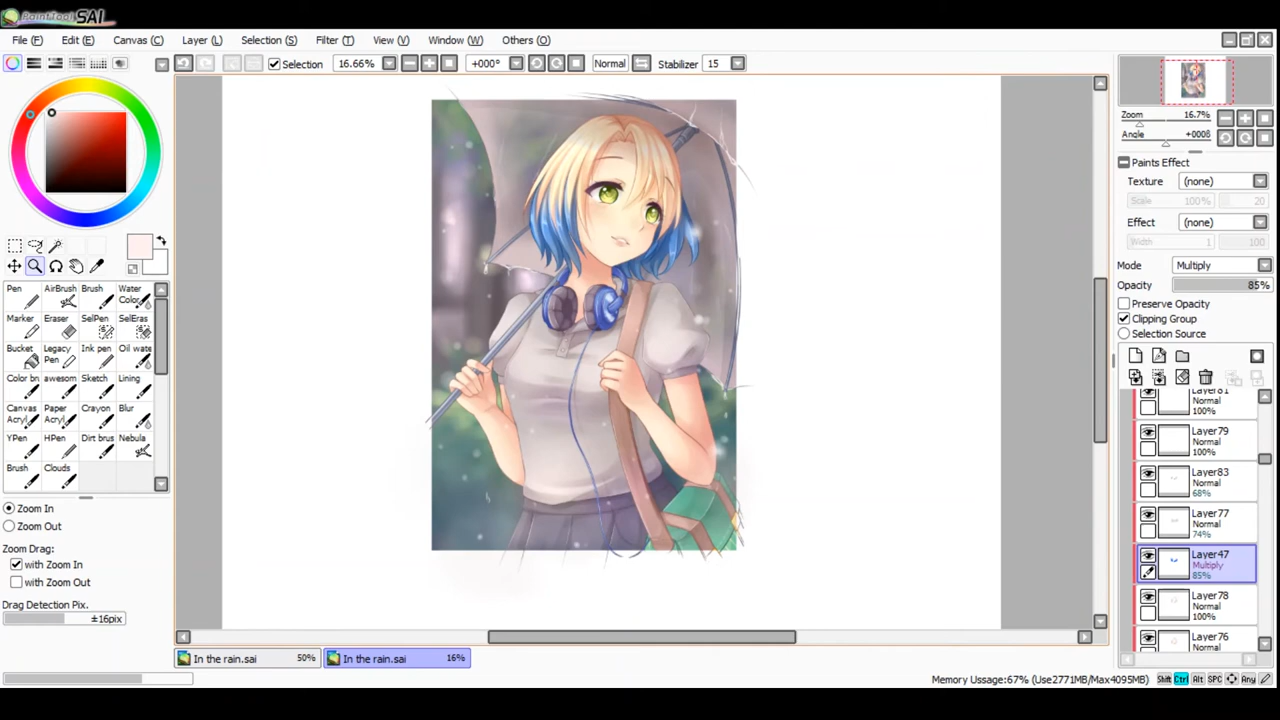 PaintTool SAI
File (F) Edit (E) Canvas (C) Layer (L) Selection (S) Filter (T) View (V) Window (W) Others (O)
Selection 16.66% +000° Normal Stabilizer 15
Zoom 16.7%
Angle +000ß
Paints Effect
Texture (none)
Scale 100% 20
Effect (none)
Width 1 100
Mode Multiply
Opacity 85%
Preserve Opacity
Clipping Group
Selection Source
Pen AirBrush Brush Water Color
Marker Eraser SelPen SelEras
Bucket Legacy Pen Ink pen Oil wate
Color bn awesom Sketch Lining
Canvas Acryl Paper Acryl Crayon Blur
YPen HPen Dirt brus Nebula
Brush Clouds
Zoom In
Zoom Out
Zoom Drag:
with Zoom In
with Zoom Out
Drag Detection Pix.
±16pix
Layer81
Normal
100%
Layer79
Normal
100%
Layer83
Normal
68%
Layer77
Normal
74%
Layer47
Multiply
85%
Layer78
Normal
100%
Layer76
Normal
In the rain.sai 50% In the rain.sai 16%
Memory Ussage:67% (Use2771MB/Max4095MB) Shift Ctrl Alt SPC Any